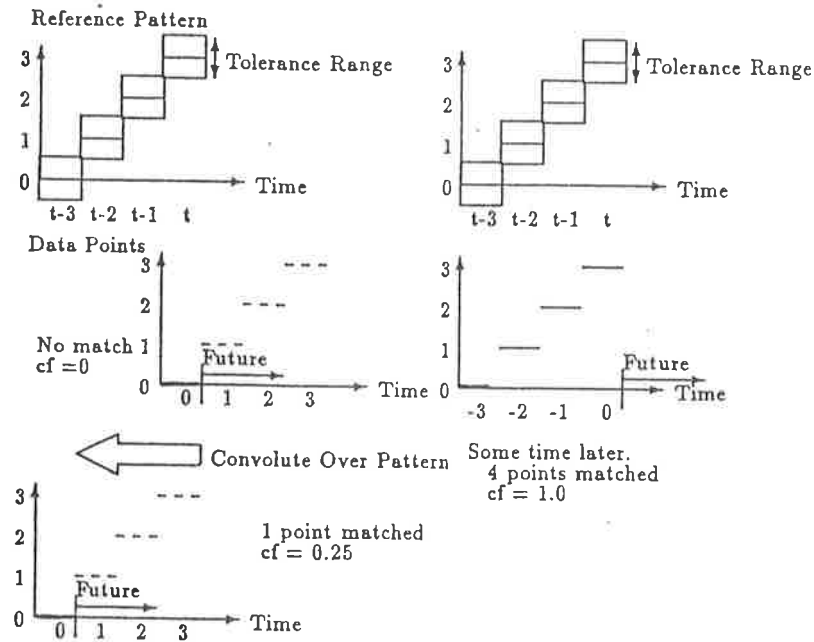 Reference Pattern
3
2
1
0
Tolerance Range
Time
t-3 t-2 t-1 t
3
2
1
0
Tolerance Range
Time
t-3 t-2 t-1 t
Data Points
3
2
No match 1
cf =0
Future
0
Time
0 1 2 3
3
2
1
0
Future
Time
-3 -2 -1 0
Convolute Over Pattern
Some time later.
4 points matched
cf = 1.0
3
2
1
0
1 point matched
cf = 0.25
Future
Time
0 1 2 3